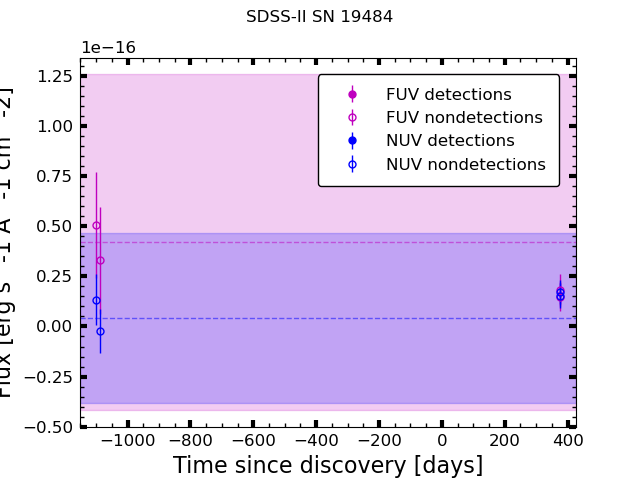 SDSS-II SN 19484
1e−16
1.25
1.00
0.75
0.50
0.25
0.00
−0.25
−0.50
Flux [erg s -1 A -1 cm -2]
FUV detections
FUV nondetections
NUV detections
NUV nondetections
−1000 −800 −600 −400 −200 0 200 400
Time since discovery [days]